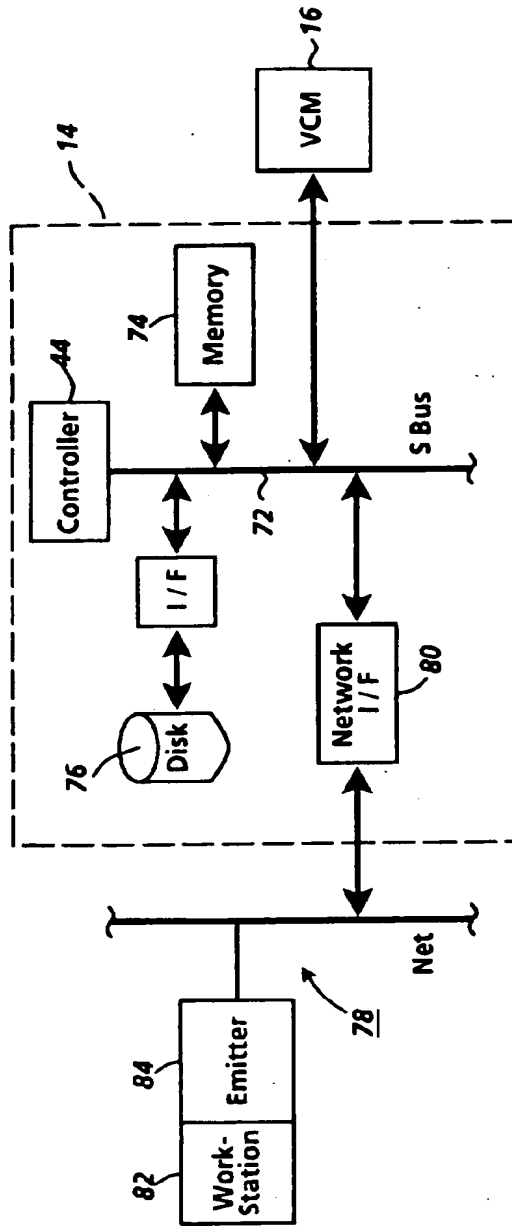 14
44
Controller
74
Memory
16
VCM
I / F
76
Disk
72
S Bus
Network
I / F
80
Net
78
84
Emitter
82
Work-
Station